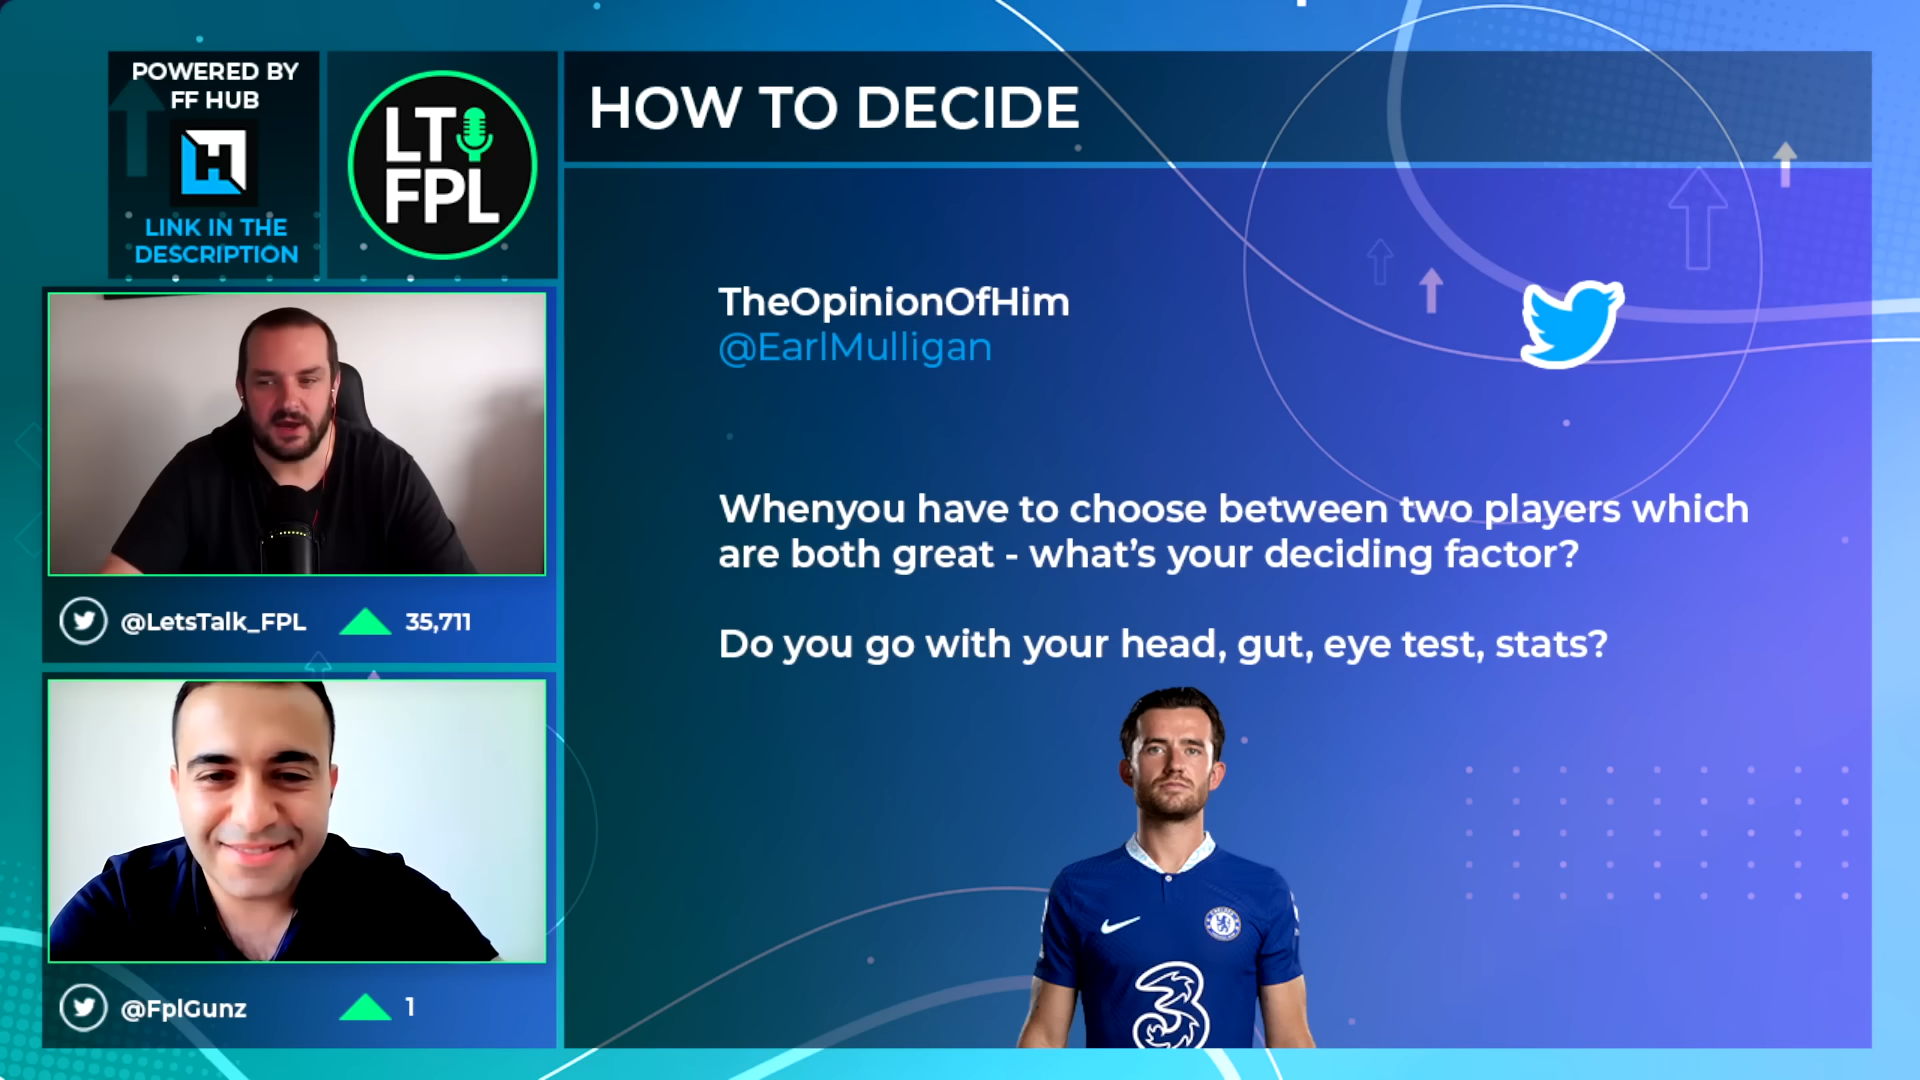 POWERED BY
FF HUB
LINK IN THE
DESCRIPTION
LT
FPL
HOW TO DECIDE
TheOpinionOfHim
@EarlMulligan
Whenyou have to choose between two players which
are both great - what’s your deciding factor?
Do you go with your head, gut, eye test, stats?
@LetsTalk_FPL
35,711
@FplGunz
1
3